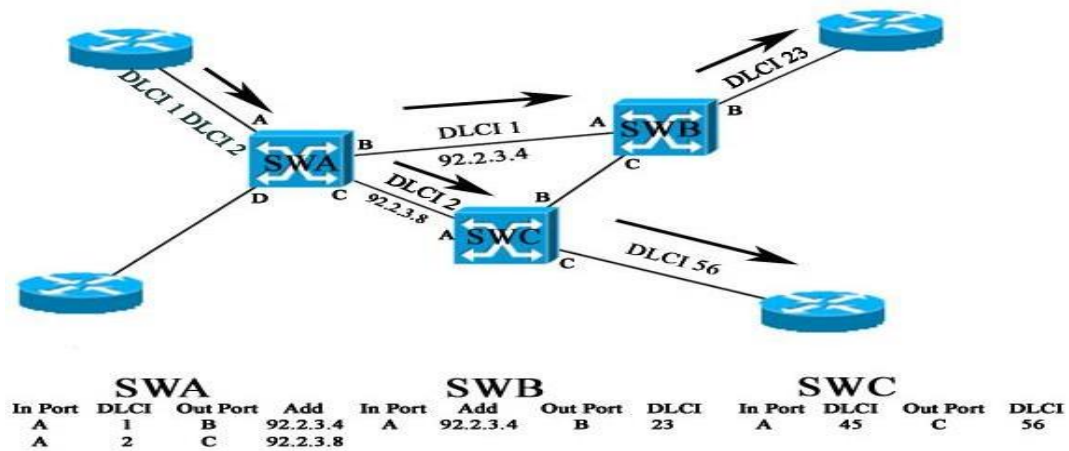 DLCI 23
B
DLCI 1 DLCI 2
A
B
DLCI 1
A
SWB
SWA
92.2.3.4
C
D
C
DLCI 2
B
92.2.3.8
A
SWC
C
DLCI 56
SWA SWB SWC
In Port DLCI Out Port Add In Port Add Out Port DLCI In Port DLCI Out Port DLCI
A 1 B 92.2.3.4 A 92.2.3.4 B 23 A 45 C 56
A 2 C 92.2.3.8